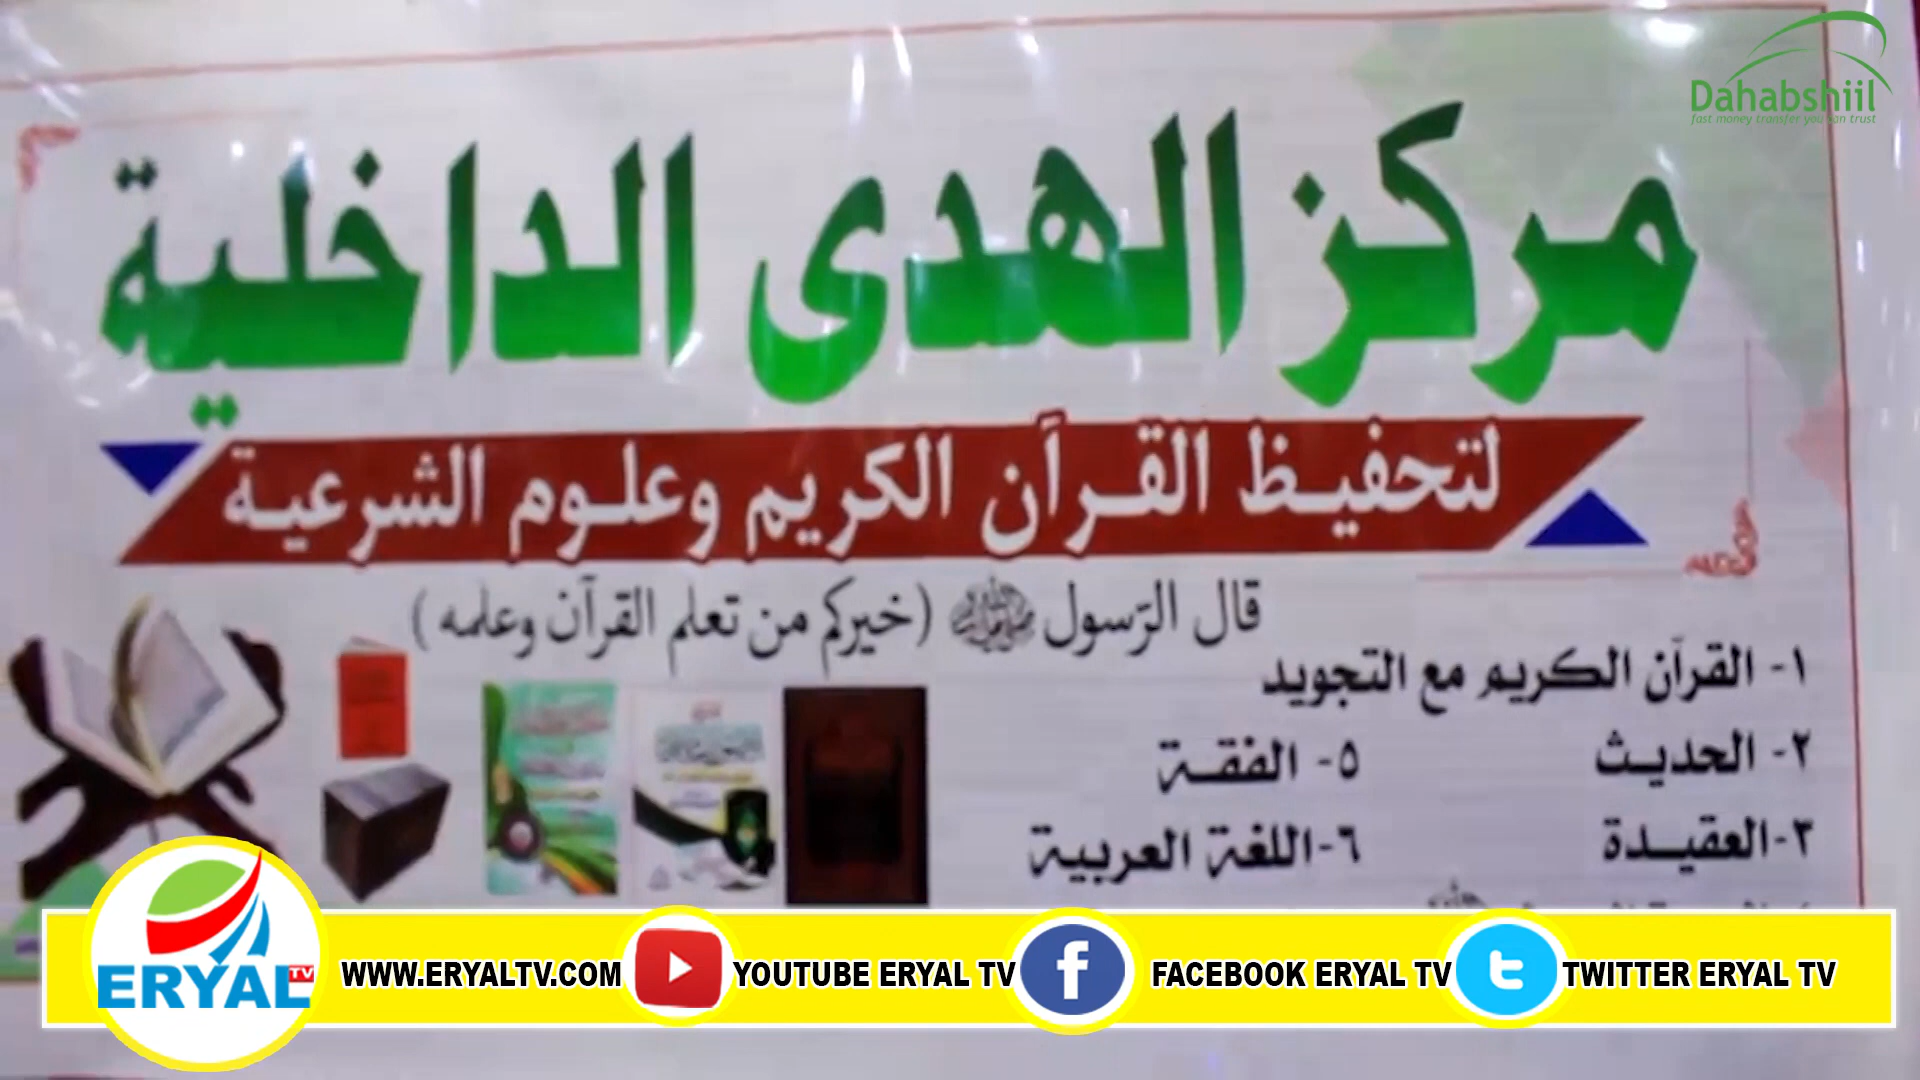 Dahabshiil
fast money transfer you can trust
مركز الهدى الداخلية
لتحفيظ القرآن الكريم وعلوم الشرعية
قال الرسول ﷺ (خيركم من تعلم القرآن وعلمه)
١- القرآن الكريم مع التجويد
٢- الحديث
٥- الفقة
٣-العقيدة
٦-اللغة العربية
ERYAL TV
WWW.ERYALTV.COM
YOUTUBE ERYAL TV
FACEBOOK ERYAL TV
TWITTER ERYAL TV